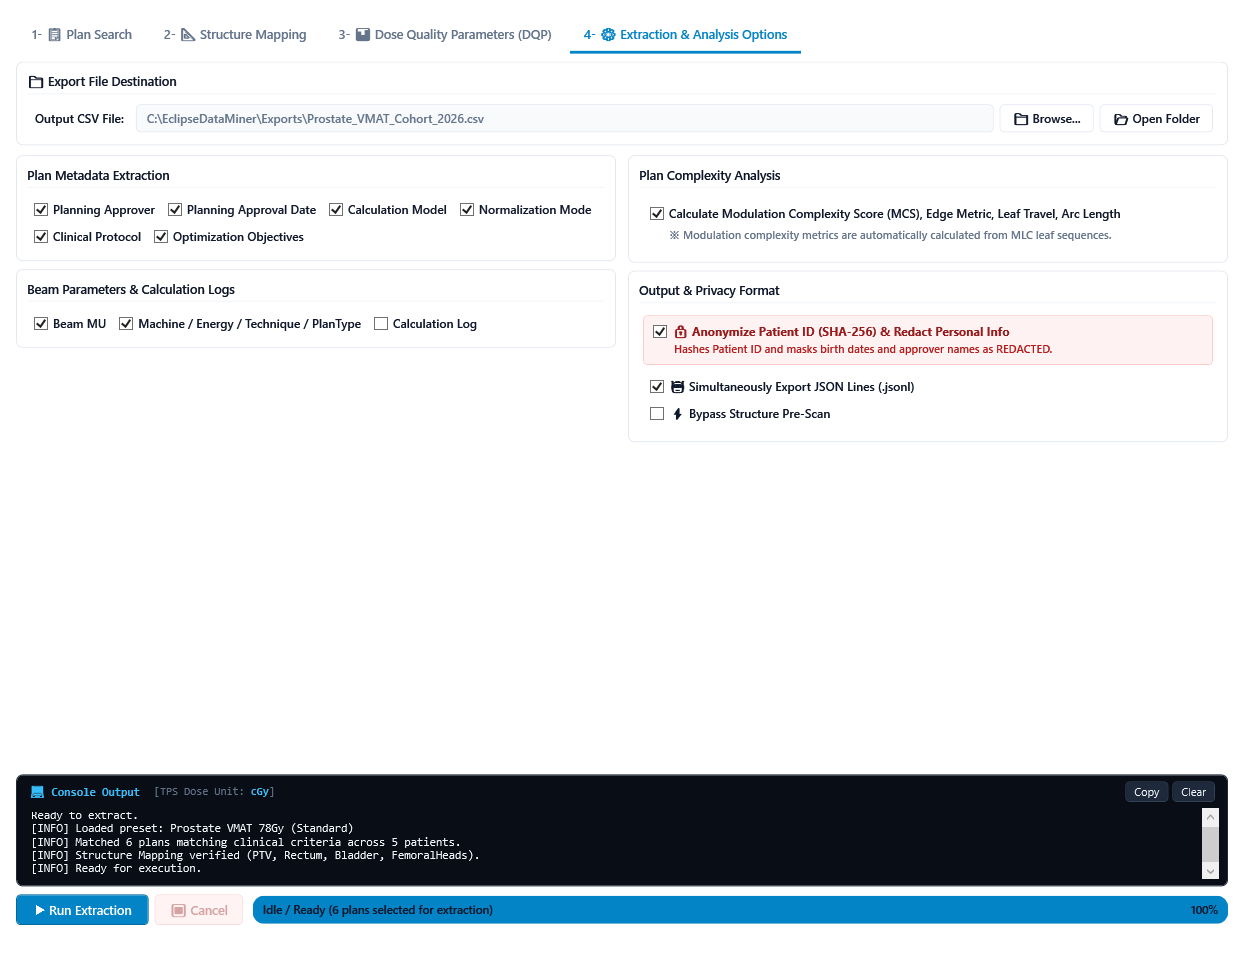 1- Plan Search 2- Structure Mapping 3- Dose Quality Parameters (DQP) 4- Extraction & Analysis Options
Export File Destination
Output CSV File: C:\EclipseDataMiner\Exports\Prostate_VMAT_Cohort_2026.csv Browse... Open Folder
Plan Metadata Extraction
Planning Approver Planning Approval Date Calculation Model Normalization Mode
Clinical Protocol Optimization Objectives
Beam Parameters & Calculation Logs
Beam MU Machine / Energy / Technique / PlanType Calculation Log
Plan Complexity Analysis
Calculate Modulation Complexity Score (MCS), Edge Metric, Leaf Travel, Arc Length
※ Modulation complexity metrics are automatically calculated from MLC leaf sequences.
Output & Privacy Format
Anonymize Patient ID (SHA-256) & Redact Personal Info
Hashes Patient ID and masks birth dates and approver names as REDACTED.
Simultaneously Export JSON Lines (.jsonl)
Bypass Structure Pre-Scan
Console Output [TPS Dose Unit: cGy] Copy Clear
Ready to extract.
[INFO] Loaded preset: Prostate VMAT 78Gy (Standard)
[INFO] Matched 6 plans matching clinical criteria across 5 patients.
[INFO] Structure Mapping verified (PTV, Rectum, Bladder, FemoralHeads).
[INFO] Ready for execution.
Run Extraction Cancel Idle / Ready (6 plans selected for extraction) 100%